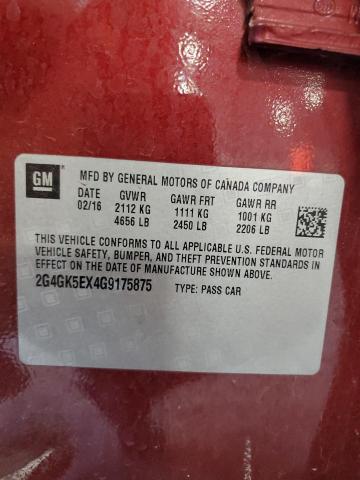 GM
MFD BY GENERAL MOTORS OF CANADA COMPANY
DATE GVWR GAWR FRT GAWR RR
02/16 2112 KG 1111 KG 1001 KG
4656 LB 2450 LB 2206 LB
THIS VEHICLE CONFORMS TO ALL APPLICABLE U.S. FEDERAL MOTOR
VEHICLE SAFETY, BUMPER, AND THEFT PREVENTION STANDARDS IN
EFFECT ON THE DATE OF MANUFACTURE SHOWN ABOVE.
2G4GK5EX4G9175875 TYPE: PASS CAR